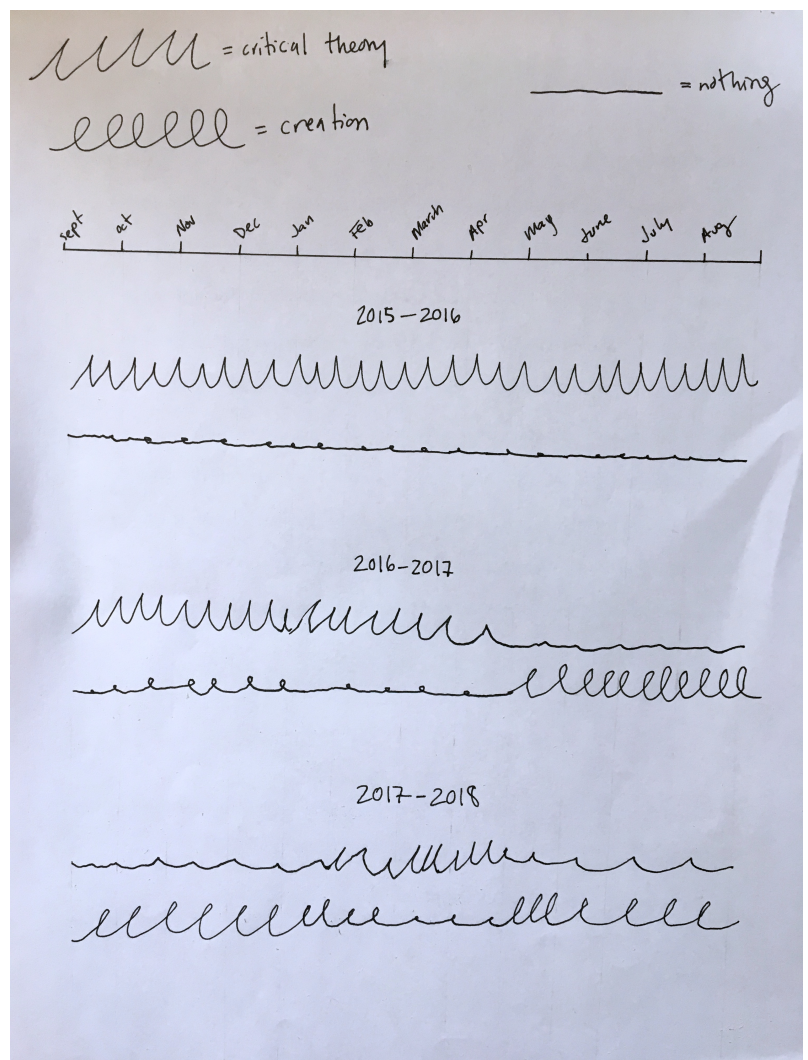 = critical theory
= nothing
= creation
Sept Oct Nov Dec Jan Feb March Apr May June July Aug
2015-2016
2016-2017
2017-2018